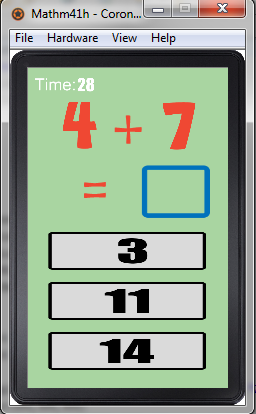 Mathm41h - Coron...
File Hardware View Help
Time: 28
4 + 7
=
3
11
14